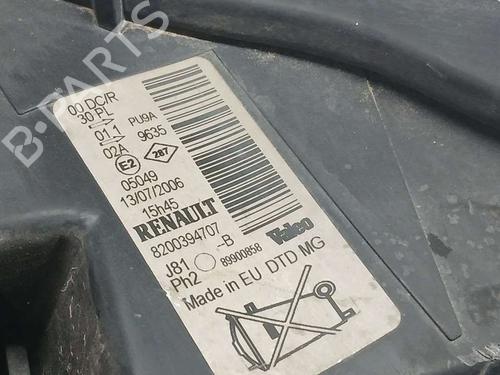 B-PARTS
00 DC/R
30 PL
01 1 PU9A
02A 9635
E2 287
05049
13/07/2006
15h45
RENAULT
8200394707
J81 -B Valeo
Ph2 89900858
Made in EU DTD MG